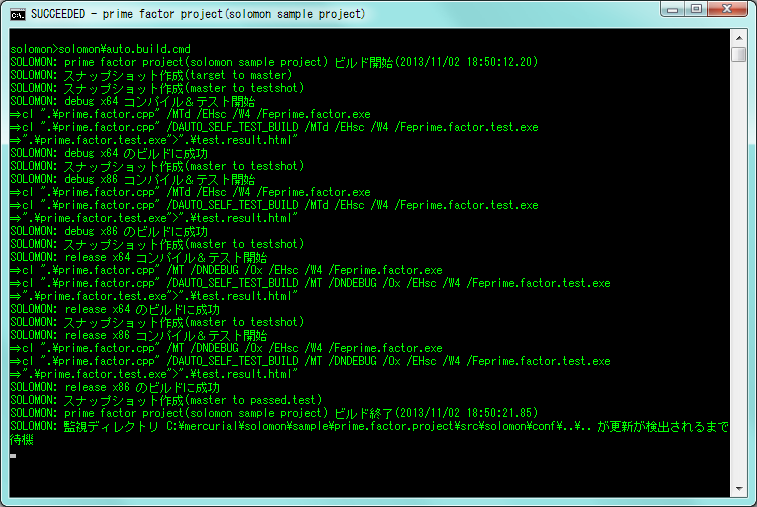 SUCCEEDED - prime factor project(solomon sample project)
solomon>solomon¥auto.build.cmd
SOLOMON: prime factor project(solomon sample project) ビルド開始(2013/11/02 18:50:12.20)
SOLOMON: スナップショット作成(target to master)
SOLOMON: スナップショット作成(master to testshot)
SOLOMON: debug x64 コンパイル&テスト開始
⇒cl ".¥prime.factor.cpp" /MTd /EHsc /W4 /Feprime.factor.exe
⇒cl ".¥prime.factor.cpp" /DAUTO_SELF_TEST_BUILD /MTd /EHsc /W4 /Feprime.factor.test.exe
⇒".¥prime.factor.test.exe">".¥test.result.html"
SOLOMON: debug x64 のビルドに成功
SOLOMON: スナップショット作成(master to testshot)
SOLOMON: debug x86 コンパイル&テスト開始
⇒cl ".¥prime.factor.cpp" /MTd /EHsc /W4 /Feprime.factor.exe
⇒cl ".¥prime.factor.cpp" /DAUTO_SELF_TEST_BUILD /MTd /EHsc /W4 /Feprime.factor.test.exe
⇒".¥prime.factor.test.exe">".¥test.result.html"
SOLOMON: debug x86 のビルドに成功
SOLOMON: スナップショット作成(master to testshot)
SOLOMON: release x64 コンパイル&テスト開始
⇒cl ".¥prime.factor.cpp" /MT /DNDEBUG /Ox /EHsc /W4 /Feprime.factor.exe
⇒cl ".¥prime.factor.cpp" /DAUTO_SELF_TEST_BUILD /MT /DNDEBUG /Ox /EHsc /W4 /Feprime.factor.test.exe
⇒".¥prime.factor.test.exe">".¥test.result.html"
SOLOMON: release x64 のビルドに成功
SOLOMON: スナップショット作成(master to testshot)
SOLOMON: release x86 コンパイル&テスト開始
⇒cl ".¥prime.factor.cpp" /MT /DNDEBUG /Ox /EHsc /W4 /Feprime.factor.exe
⇒cl ".¥prime.factor.cpp" /DAUTO_SELF_TEST_BUILD /MT /DNDEBUG /Ox /EHsc /W4 /Feprime.factor.test.exe
⇒".¥prime.factor.test.exe">".¥test.result.html"
SOLOMON: release x86 のビルドに成功
SOLOMON: スナップショット作成(master to passed.test)
SOLOMON: prime factor project(solomon sample project) ビルド終了(2013/11/02 18:50:21.85)
SOLOMON: 監視ディレクトリ C:¥mercurial¥solomon¥sample¥prime.factor.project¥src¥solomon¥conf¥..¥.. が更新が検出されるまで
待機